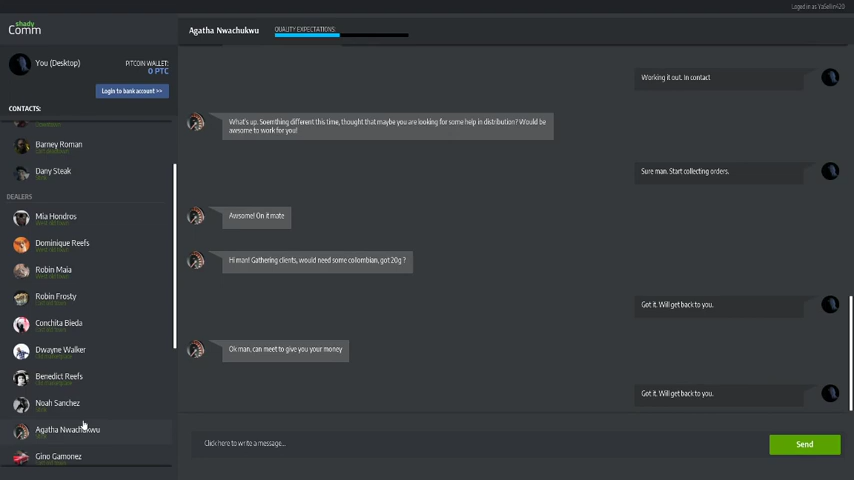 Logged in as YaSellin420
shady
Comm
Agatha Nwachukwu
QUALITY EXPECTATIONS:
You (Desktop)
PITCOIN WALLET:
0 PTC
Login to bank account >>
CONTACTS:
Barney Roman
Dany Steak
DEALERS
Mia Hondros
Dominique Reefs
Robin Maia
Robin Frosty
Conchita Bieda
Dwayne Walker
Benedict Reefs
Noah Sanchez
Agatha Nwachukwu
Gino Gamonez
Working it out. In contact
What's up. Soemthing different this time, thought that maybe you are looking for some help in distribution? Would be
awsome to work for you!
Sure man. Start collecting orders.
Awsome! On it mate
Hi man! Gathering clients, would need some collombian, got 20g ?
Got it. Will get back to you.
Ok man, can meet to give you your money
Got it. Will get back to you.
Click here to write a message...
Send